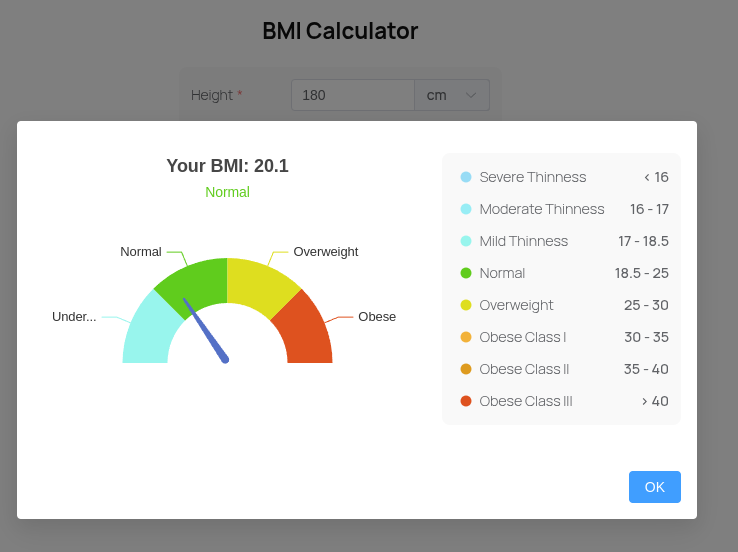 BMI Calculator
Height * 180 cm
Your BMI: 20.1
Normal
Normal Overweight
Under... Obese
Severe Thinness < 16
Moderate Thinness 16 - 17
Mild Thinness 17 - 18.5
Normal 18.5 - 25
Overweight 25 - 30
Obese Class I 30 - 35
Obese Class II 35 - 40
Obese Class III > 40
OK